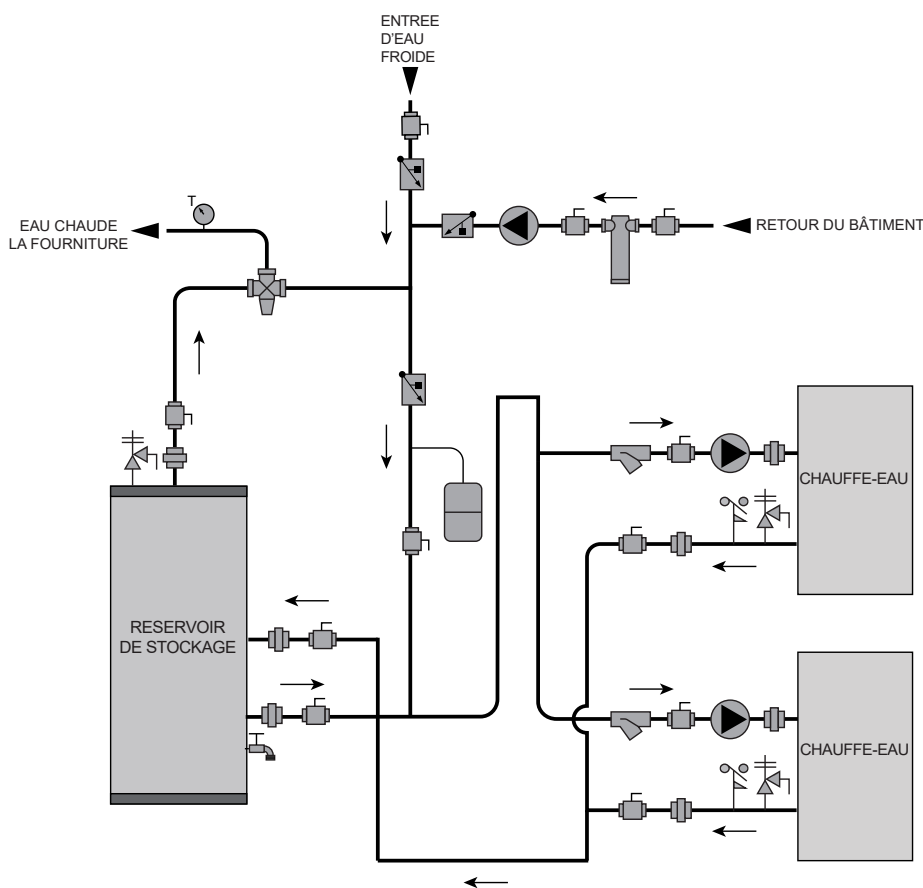 ENTREE
D'EAU
FROIDE
T
EAU CHAUDE
LA FOURNITURE
RETOUR DU BÂTIMENT
CHAUFFE-EAU
RESERVOIR
DE STOCKAGE
CHAUFFE-EAU